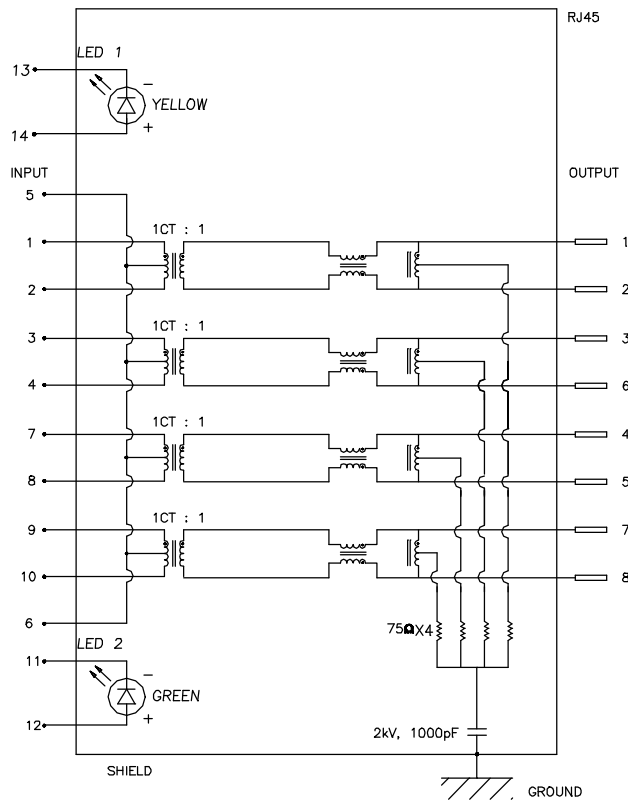 RJ45
LED 1
13
−
YELLOW
+
14
INPUT
OUTPUT
5
1CT : 1
1
1
2
2
1CT : 1
3
3
4
6
1CT : 1
7
4
8
5
1CT : 1
9
7
10
8
6
75ΩX4
LED 2
11
−
GREEN
+
12
2kV, 1000pF
SHIELD
GROUND